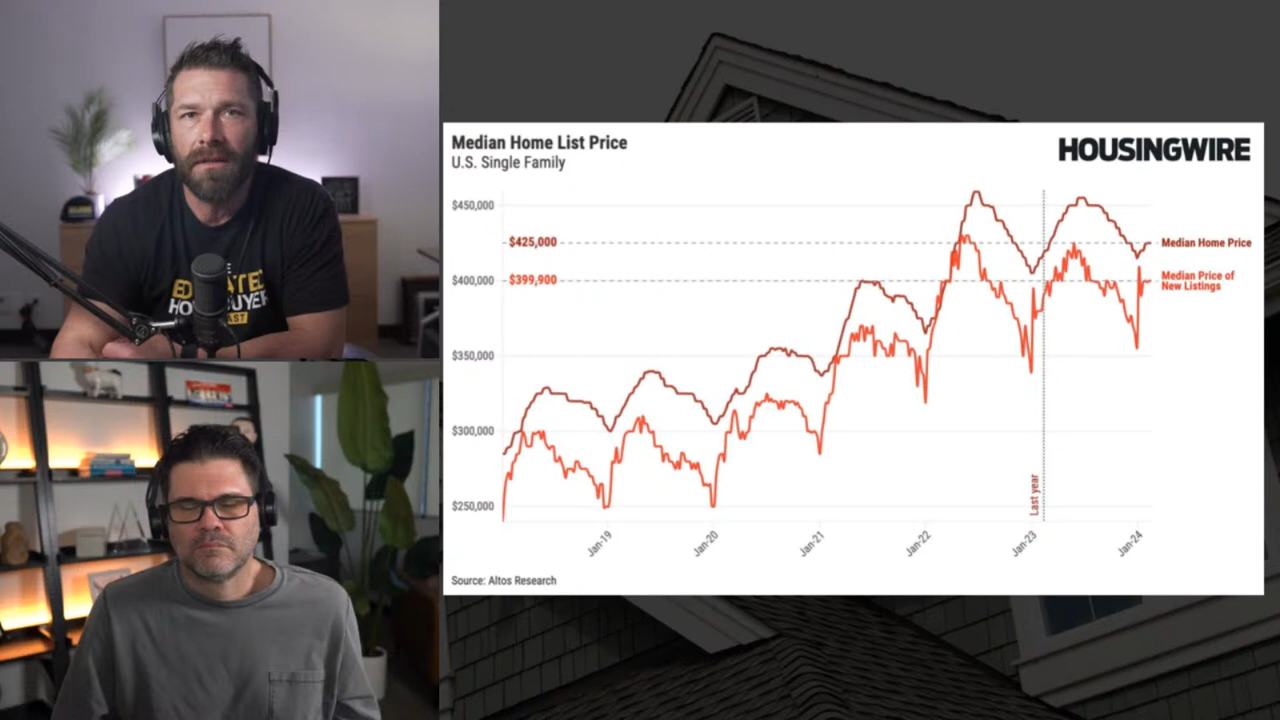 Median Home List Price
U.S. Single Family
HOUSINGWIRE
$450,000
$425,000
Median Home Price
$400,000
$399,900
Median Price of
New Listings
$350,000
$300,000
$250,000
Last year
Jan-19
Jan-20
Jan-21
Jan-22
Jan-23
Jan-24
Source: Altos Research